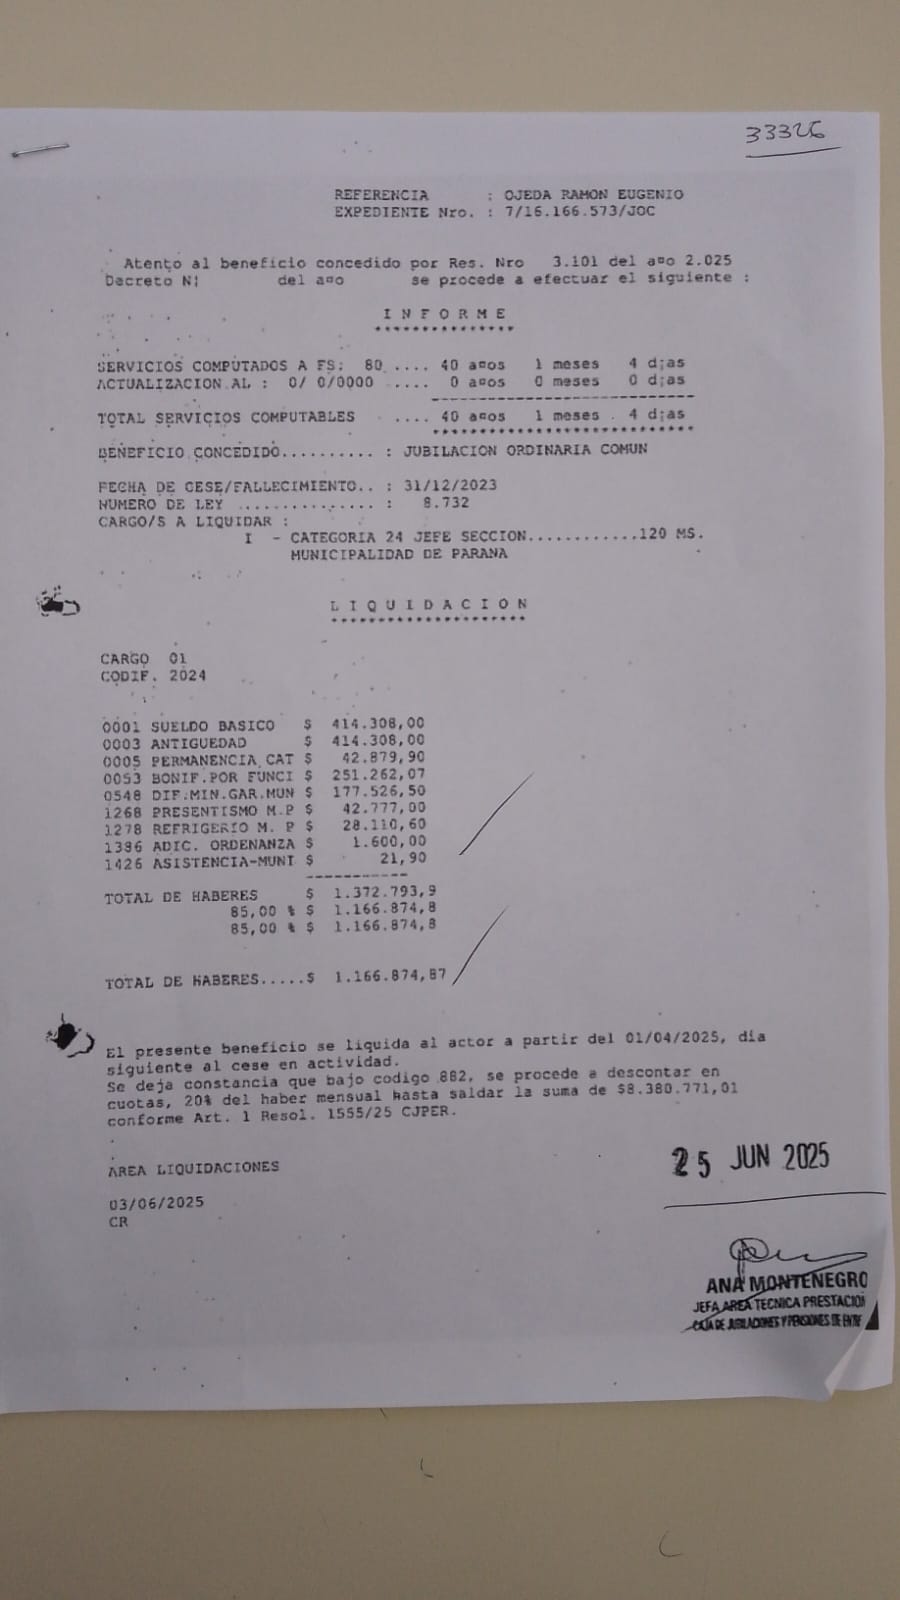 33326
REFERENCIA : OJEDA RAMON EUGENIO
EXPEDIENTE Nro. : 7/16.166.573/JOC
Atento al beneficio concedido por Res. Nro 3.101 del a¤o 2.025
Decreto N¦ del a¤o se procede a efectuar el siguiente :
I N F O R M E
***************
SERVICIOS COMPUTADOS A FS: 80 .... 40 a¤os 1 meses 4 d¡as
ACTUALIZACION AL : 0/ 0/0000 ..... 0 a¤os 0 meses 0 d¡as
------------------------------
TOTAL SERVICIOS COMPUTABLES .... 40 a¤os 1 meses 4 d¡as
******************************
BENEFICIO CONCEDIDO.......... : JUBILACION ORDINARIA COMUN
FECHA DE CESE/FALLECIMIENTO.. : 31/12/2023
NUMERO DE LEY ............... : 8.732
CARGO/S A LIQUIDAR :
I - CATEGORIA 24 JEFE SECCION............120 MS.
MUNICIPALIDAD DE PARANA
L I Q U I D A C I O N
*********************
CARGO 01
CODIF. 2024
0001 SUELDO BASICO $ 414.308,00
0003 ANTIGUEDAD $ 414.308,00
0005 PERMANENCIA CAT $ 42.879,90
0053 BONIF.POR FUNCI $ 251.262,07
0548 DIF.MIN.GAR.MUN $ 177.526,50
1268 PRESENTISMO M.P $ 42.777,00
1278 REFRIGERIO M. P $ 28.110,60
1386 ADIC. ORDENANZA $ 1.600,00
1426 ASISTENCIA-MUNI $ 21,90
------------
TOTAL DE HABERES $ 1.372.793,9
85,00 % $ 1.166.874,8
85,00 % $ 1.166.874,8
TOTAL DE HABERES.....$ 1.166.874,87
El presente beneficio se liquida al actor a partir del 01/04/2025, día
siguiente al cese en actividad.
Se deja constancia que bajo codigo 882, se procede a descontar en
cuotas, 20% del haber mensual hasta saldar la suma de $8.380.771,01
conforme Art. 1 Resol. 1555/25 CJPER.
AREA LIQUIDACIONES
03/06/2025
CR
25 JUN 2025
ANA MONTENEGRO
JEFA AREA TECNICA PRESTACION
CAJA DE JUBILACIONES Y PENSIONES DE ENTRE